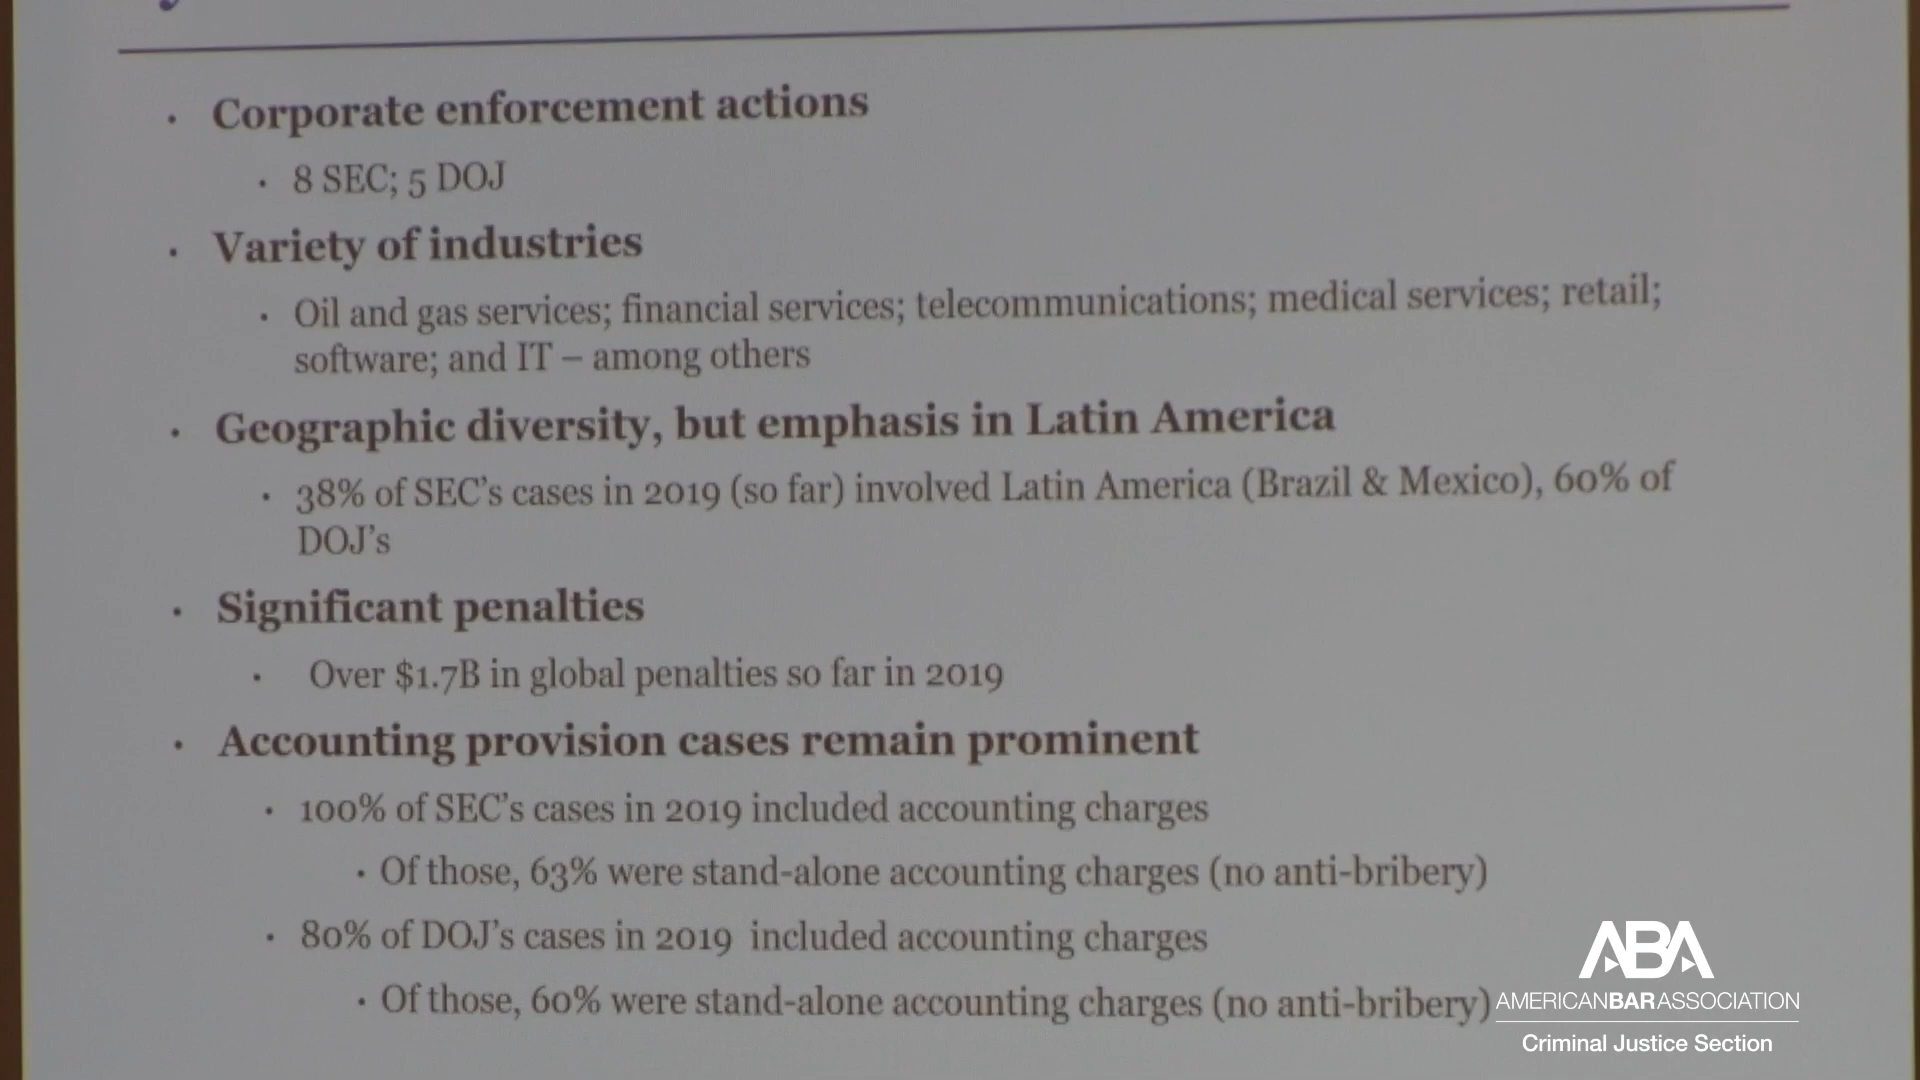 Corporate enforcement actions
8 SEC; 5 DOJ
Variety of industries
Oil and gas services; financial services; telecommunications; medical services; retail;
software; and IT – among others
Geographic diversity, but emphasis in Latin America
38% of SEC's cases in 2019 (so far) involved Latin America (Brazil & Mexico), 60% of
DOJ's
Significant penalties
Over $1.7B in global penalties so far in 2019
Accounting provision cases remain prominent
100% of SEC's cases in 2019 included accounting charges
Of those, 63% were stand-alone accounting charges (no anti-bribery)
80% of DOJ's cases in 2019 included accounting charges
Of those, 60% were stand-alone accounting charges (no anti-bribery)
ABA
AMERICANBARASSOCIATION
Criminal Justice Section